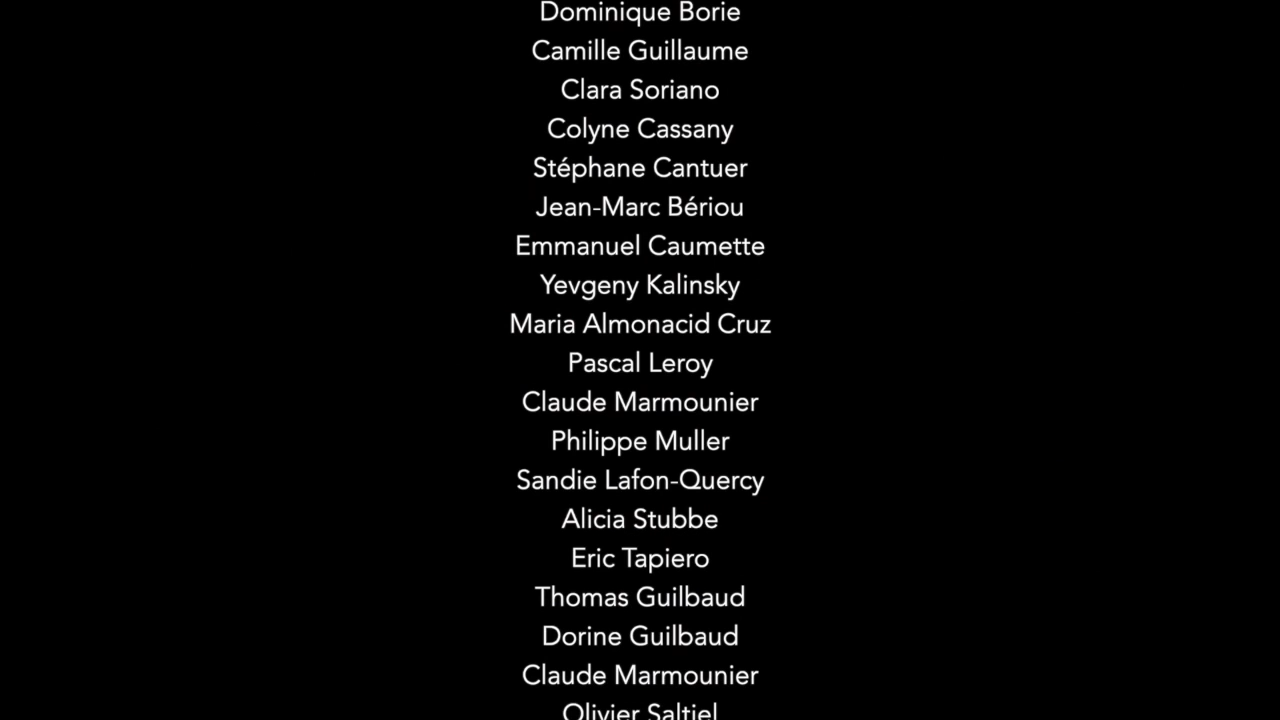 Dominique Borie
Camille Guillaume
Clara Soriano
Colyne Cassany
Stéphane Cantuer
Jean-Marc Bériou
Emmanuel Caumette
Yevgeny Kalinsky
Maria Almonacid Cruz
Pascal Leroy
Claude Marmounier
Philippe Muller
Sandie Lafon-Quercy
Alicia Stubbe
Eric Tapiero
Thomas Guilbaud
Dorine Guilbaud
Claude Marmounier
Olivier Saltiel